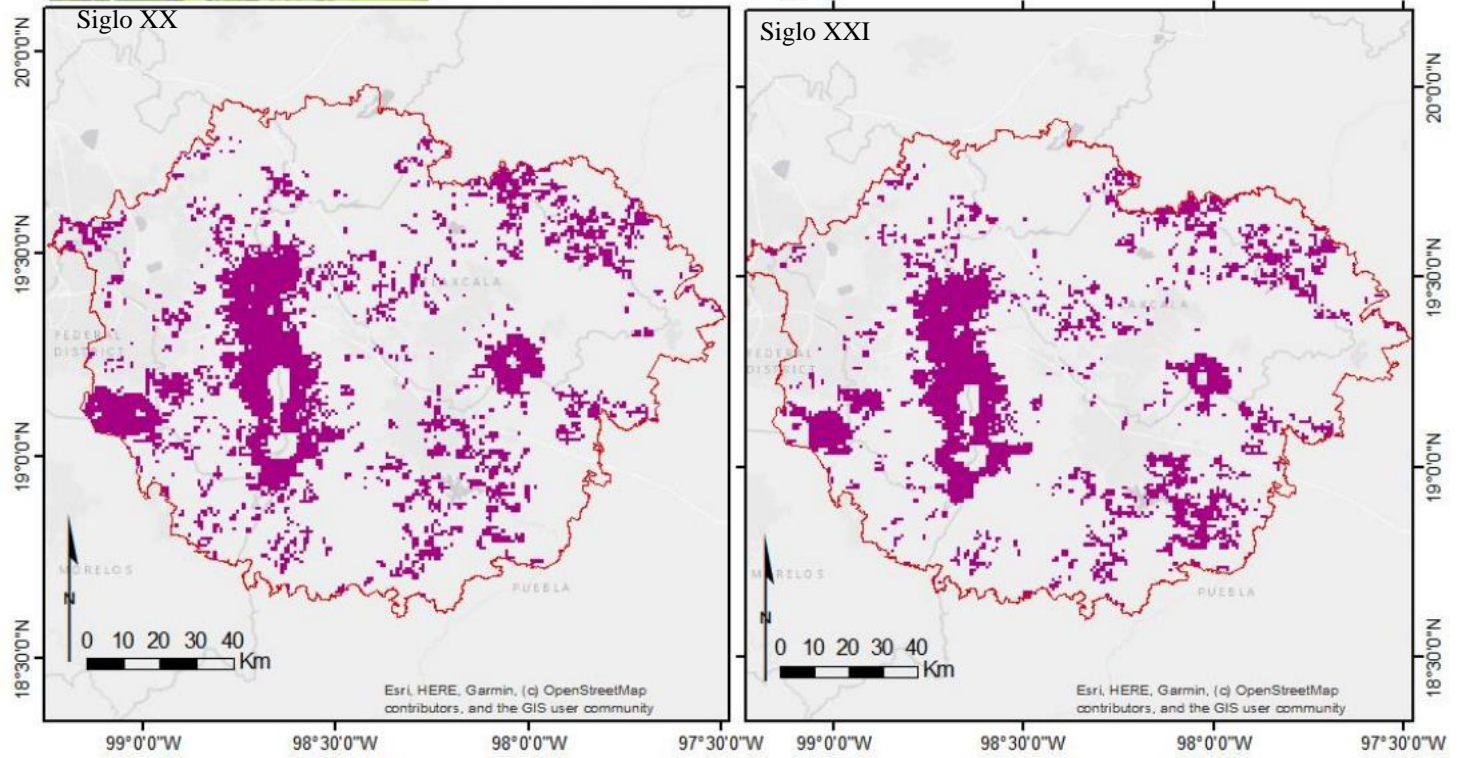 Siglo XX
20°0'0"N
19°30'0"N
19°0'0"N
18°30'0"N
FEDERAL
DISTRICT
AXCALA
MORELOS
PUEBLA
N
0 10 20 30 40
Km
Esri, HERE, Garmin, (c) OpenStreetMap
contributors, and the GIS user community
99°0'0"W 98°30'0"W 98°0'0"W 97°30'0"W
Siglo XXI
FEDERAL
DISTRICT
AXCALA
MORELOS
PUEBLA
N
0 10 20 30 40
Km
Esri, HERE, Garmin, (c) OpenStreetMap
contributors, and the GIS user community
20°0'0"N
19°30'0"N
19°0'0"N
18°30'0"N
99°0'0"W 98°30'0"W 98°0'0"W 97°30'0"W